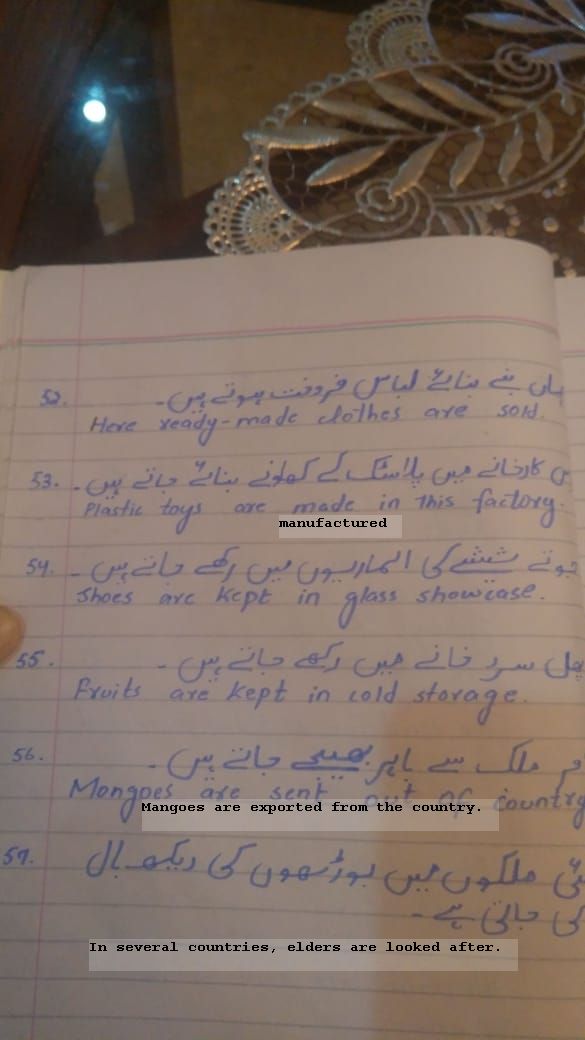 52. یہاں بنے بنائے لباس فروخت ہوتے ہیں۔
Here ready-made clothes are sold.
53. کارخانے میں پلاسٹک کے کھلونے بنائے جاتے ہیں۔
Plastic toys are made in this factory.
manufactured
54. جوتے شیشے کی الماریوں میں رکھے جاتے ہیں۔
Shoes are kept in glass showcase.
55. پھل سرد خانے میں رکھے جاتے ہیں۔
Fruits are kept in cold storage.
56. ملک سے باہر بھیجے جاتے ہیں۔
Mangoes are sent out of country
Mangoes are exported from the country.
57. ملکوں میں بوڑھوں کی دیکھ بال
کی جاتی ہے۔
In several countries, elders are looked after.